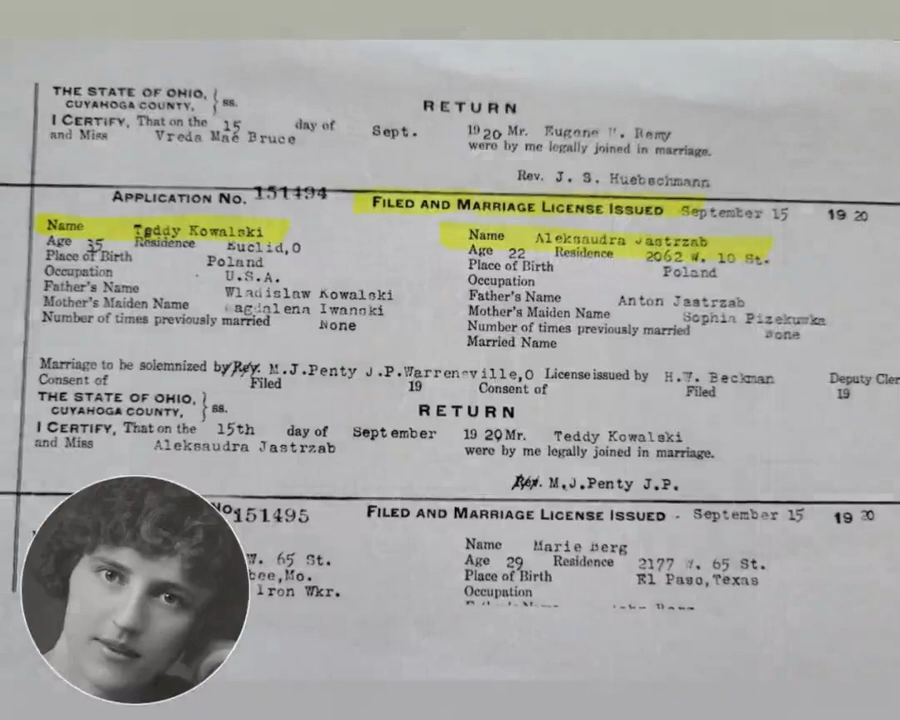 THE STATE OF OHIO,
CUYAHOGA COUNTY, } ss.
RETURN
I CERTIFY, That on the 15 day of Sept. 1920 Mr. Eugene Remy
and Miss Vreda Mae Bruce were by me legally joined in marriage.
Rev. J. S. Huebschmann
APPLICATION No. 151494 FILED AND MARRIAGE LICENSE ISSUED September 15 1920
Name Teddy Kowalski
Age 35 Residence Euclid,O
Place of Birth Poland
Occupation U.S.A.
Father's Name Wladislaw Kowalski
Mother's Maiden Name Iwanski
Number of times previously married None
Name Aleksaudra Jastrzab
Age 22 Residence 2062 W. 10 St.
Place of Birth Poland
Occupation
Father's Name Anton Jastrzab
Mother's Maiden Name Sophia
Number of times previously married None
Married Name
Marriage to be solemnized by Rev. M.J.Penty J.P.Warrensville,O License issued by H.F. Beckman Deputy Cler
Consent of Filed 19 Consent of Filed 19
THE STATE OF OHIO,
CUYAHOGA COUNTY, } ss.
RETURN
I CERTIFY, That on the 15th day of September 1920 Mr. Teddy Kowalski
and Miss Aleksaudra Jastrzab were by me legally joined in marriage.
Rev. M.J.Penty J.P.
No 151495 FILED AND MARRIAGE LICENSE ISSUED - September 15 1920
W. 65 St.
bee,Mo.
Iron Wkr.
Name Marie Berg
Age 29 Residence 2177 W. 65 St.
Place of Birth El Paso,Texas
Occupation